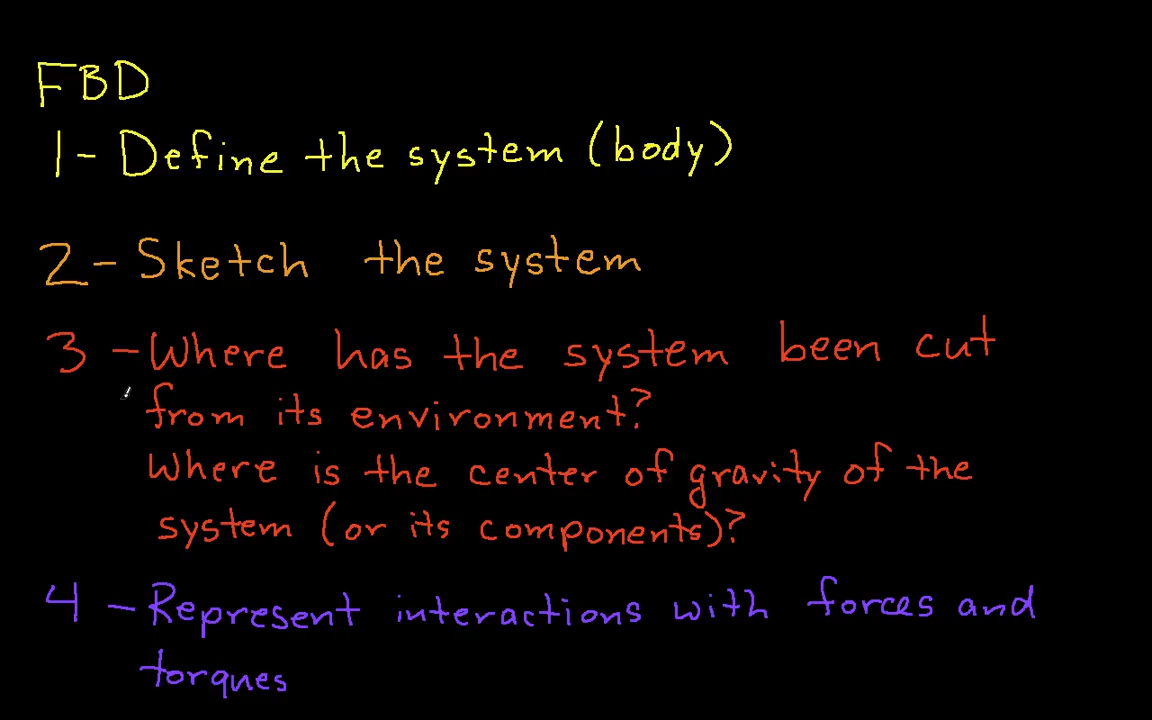 FBD
1- Define the system (body)
2- Sketch the system
3 - Where has the system been cut
from its environment?
Where is the center of gravity of the
system (or its components)?
4 - Represent interactions with forces and
torques